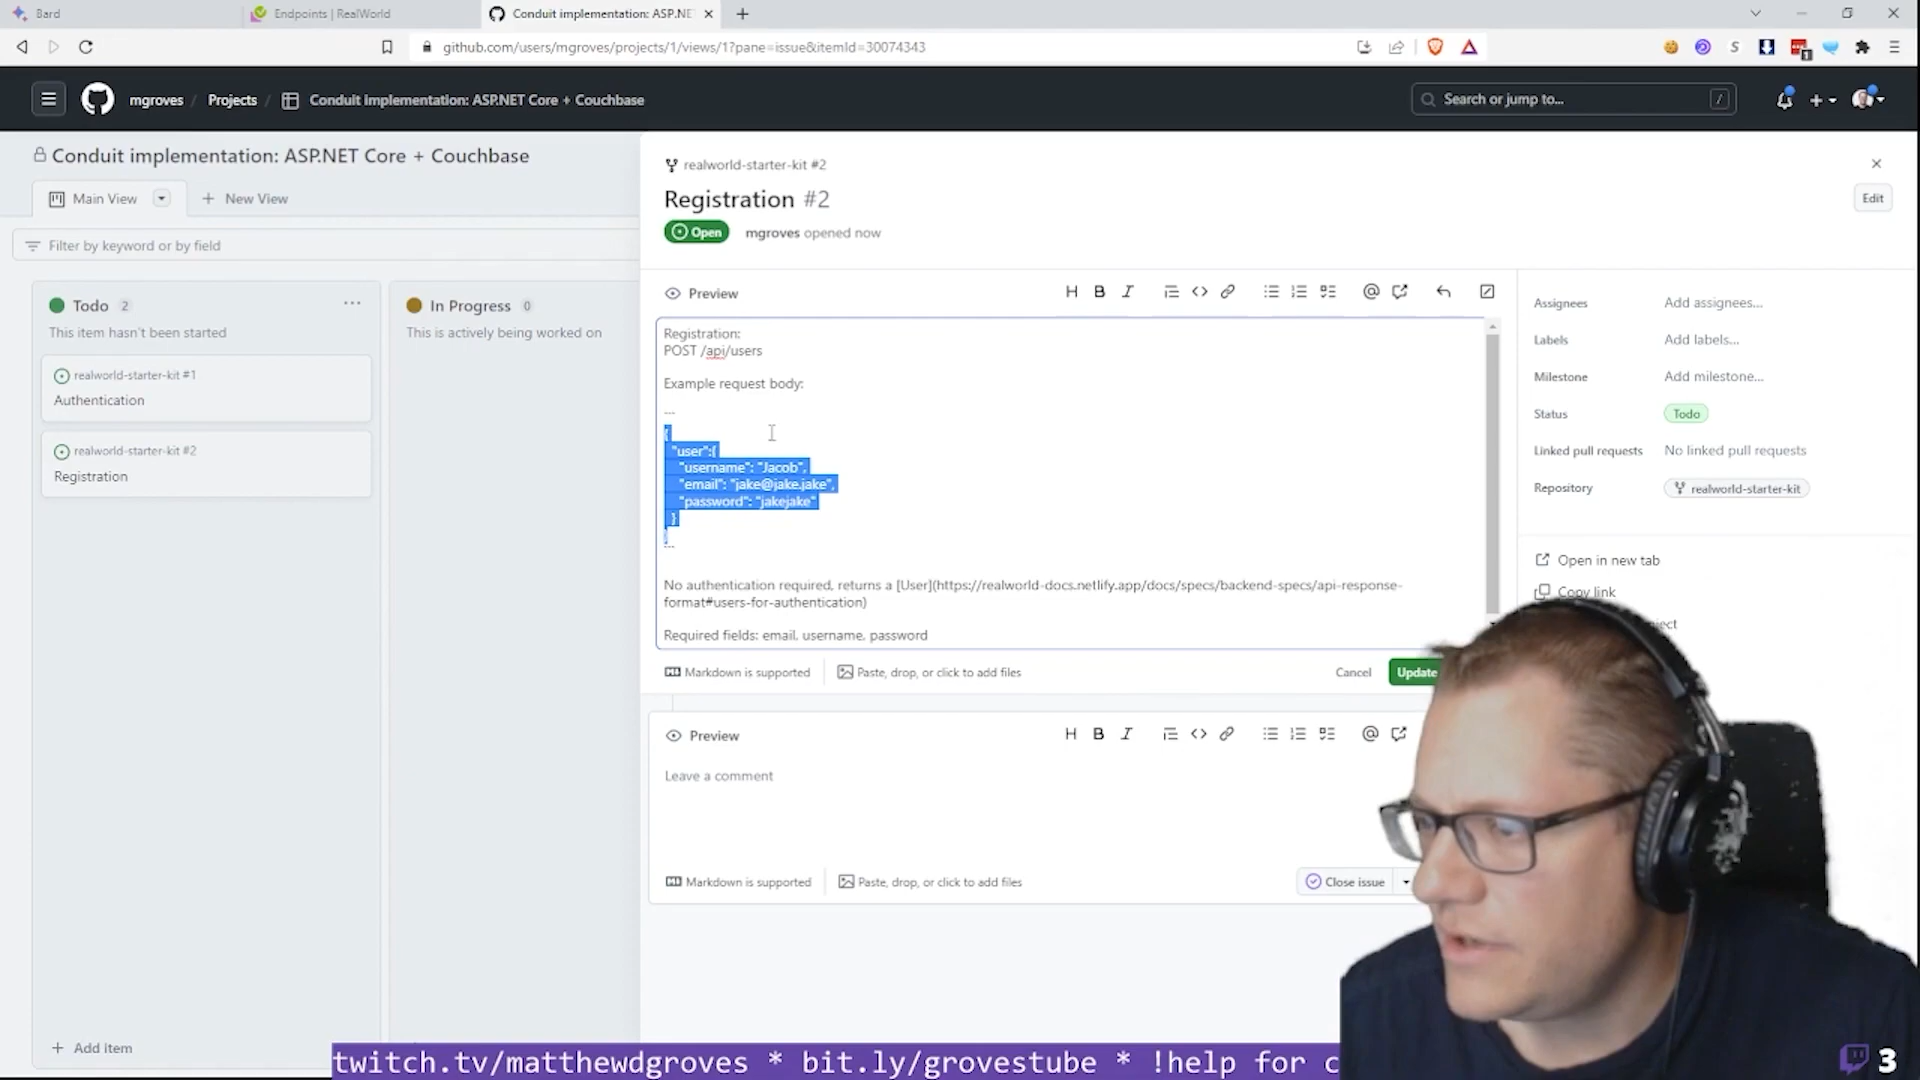 Bard
Endpoints | RealWorld
Conduit implementation: ASP.NE
github.com/users/mgroves/projects/1/views/1?pane=issue&itemId=30074343
mgroves / Projects / Conduit implementation: ASP.NET Core + Couchbase
Search or jump to...
/
Conduit implementation: ASP.NET Core + Couchbase
Main View
New View
Filter by keyword or by field
Todo 2
This item hasn't been started
realworld-starter-kit #1
Authentication
realworld-starter-kit #2
Registration
Add item
In Progress 0
This is actively being worked on
realworld-starter-kit #2
Registration #2
Edit
Open
mgroves opened now
Preview
Registration:
POST /api/users
Example request body:
{
"user":{
"username": "Jacob",
"email": "jake@jake.jake",
"password": "jakejake"
}
}
No authentication required, returns a [User](https://realworld-docs.netlify.app/docs/specs/backend-specs/api-response-
format#users-for-authentication)
Required fields: email, username, password
Markdown is supported
Paste, drop, or click to add files
Cancel
Update
Preview
Leave a comment
Markdown is supported
Paste, drop, or click to add files
Close issue
Assignees
Add assignees...
Labels
Add labels...
Milestone
Add milestone...
Status
Todo
Linked pull requests
No linked pull requests
Repository
realworld-starter-kit
Open in new tab
Copy link
twitch.tv/matthewdgroves * bit.ly/grovestube * !help for c
3